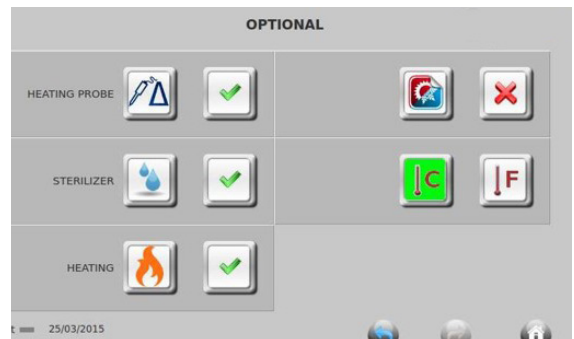 OPTIONAL
HEATING PROBE
STERILIZER
C F
HEATING
t 25/03/2015